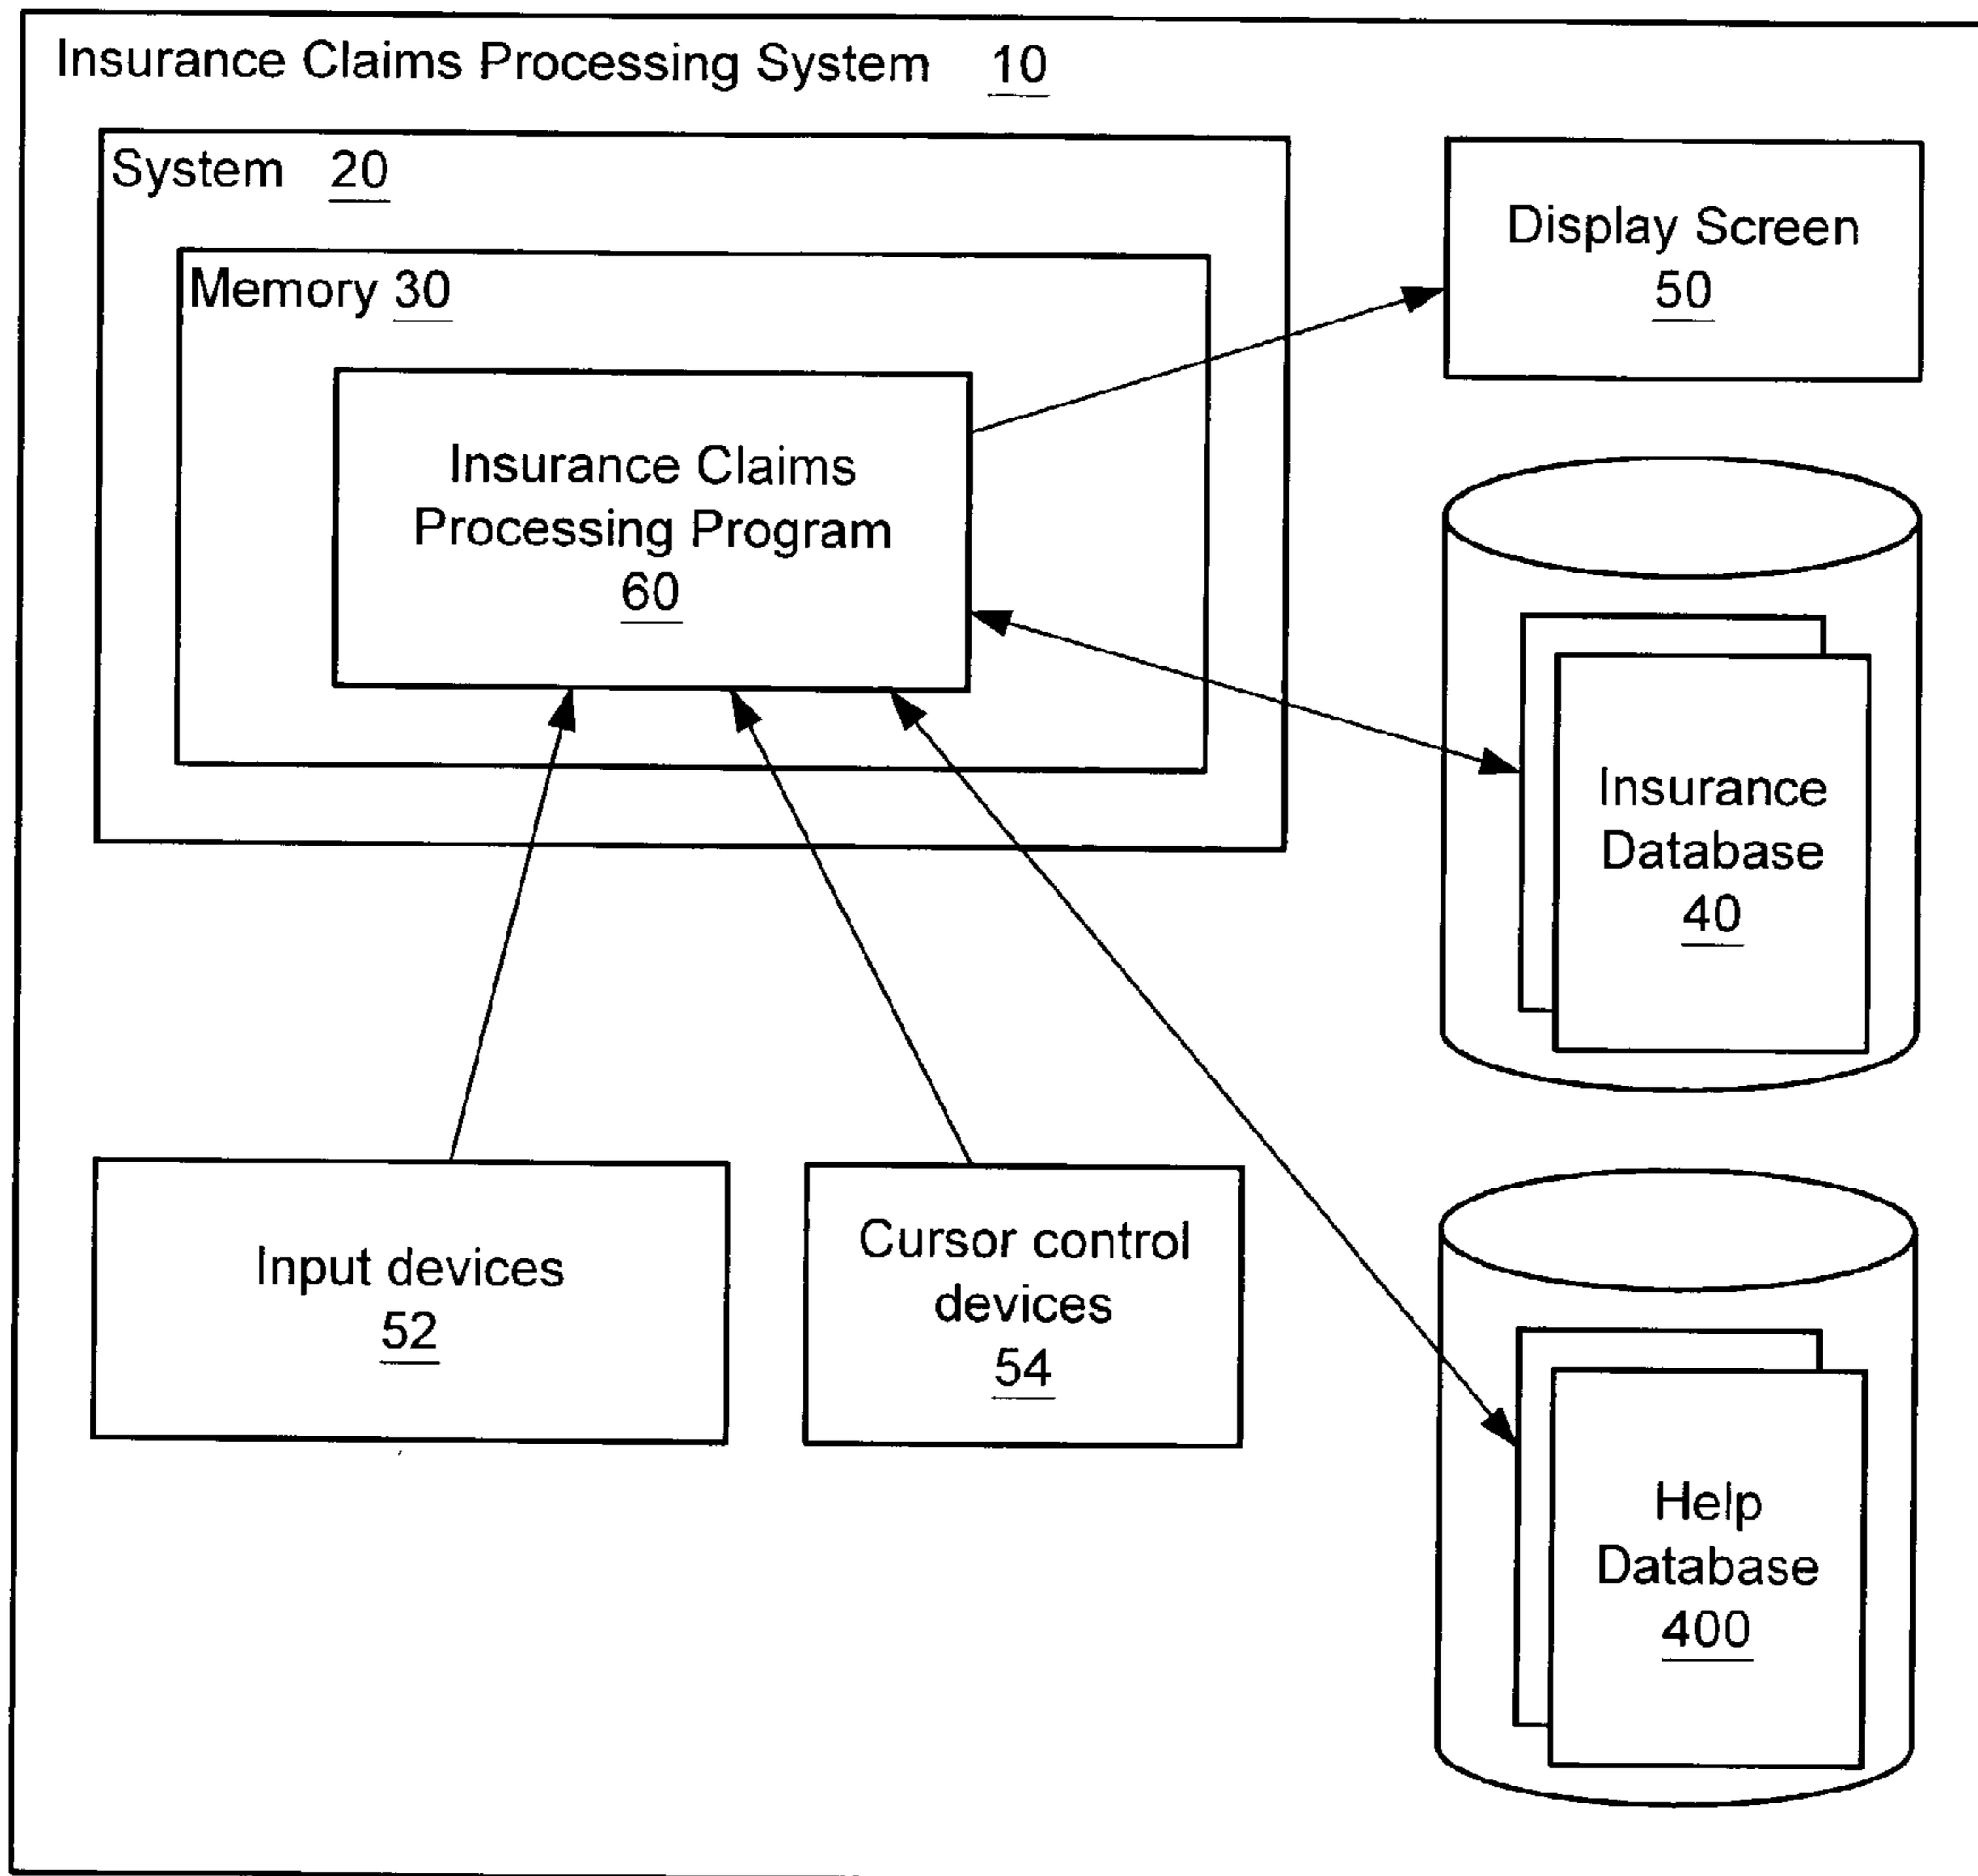 Insurance Claims Processing System 10
System 20
Memory 30
Insurance Claims
Processing Program
60
Display Screen
50
Insurance
Database
40
Input devices
52
Cursor control
devices
54
Help
Database
400